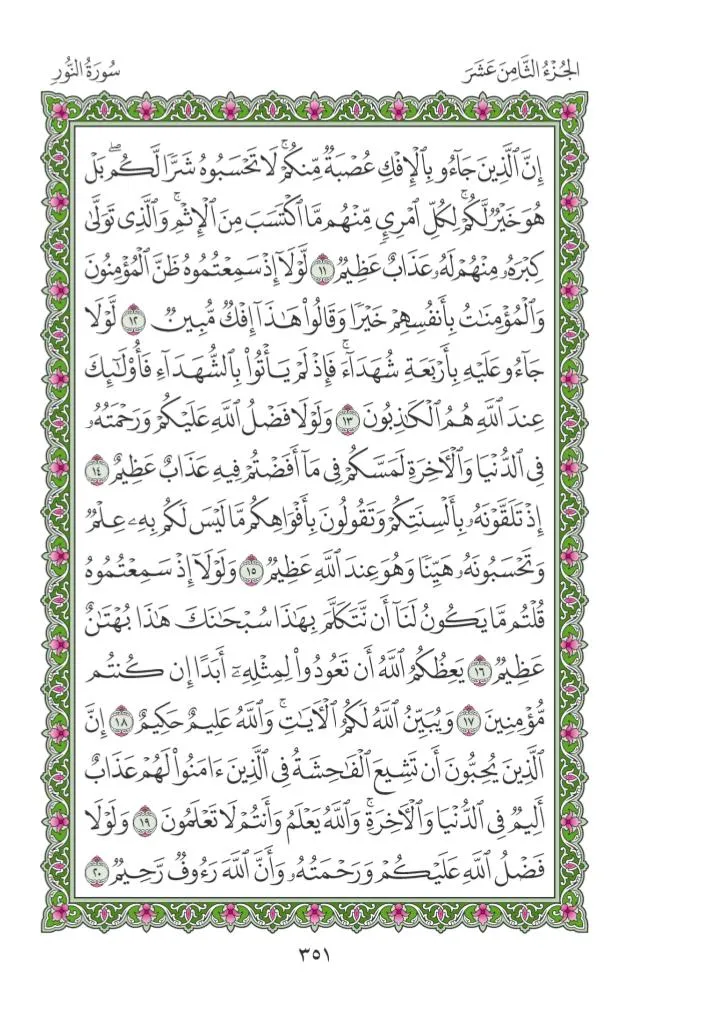 الجُزْءُ الثَّامِنَ عَشَرَ
سُورَةُ النُّورِ
إِنَّ ٱلَّذِينَ جَآءُو بِٱلْإِفْكِ عُصْبَةٌ مِّنكُمْ ۚ لَا تَحْسَبُوهُ شَرًّا لَّكُم ۖ بَلْ
هُوَ خَيْرٌ لَّكُمْ ۚ لِكُلِّ ٱمْرِئٍ مِّنْهُم مَّا ٱكْتَسَبَ مِنَ ٱلْإِثْمِ ۚ وَٱلَّذِى تَوَلَّىٰ
كِبْرَهُۥ مِنْهُمْ لَهُۥ عَذَابٌ عَظِيمٌ ١١ لَّوْلَآ إِذْ سَمِعْتُمُوهُ ظَنَّ ٱلْمُؤْمِنُونَ
وَٱلْمُؤْمِنَٰتُ بِأَنفُسِهِمْ خَيْرًا وَقَالُوا۟ هَٰذَآ إِفْكٌ مُّبِينٌ ١٢ لَّوْلَا
جَآءُو عَلَيْهِ بِأَرْبَعَةِ شُهَدَآءَ ۚ فَإِذْ لَمْ يَأْتُوا۟ بِٱلشُّهَدَآءِ فَأُو۟لَٰٓئِكَ
عِندَ ٱللَّهِ هُمُ ٱلْكَٰذِبُونَ ١٣ وَلَوْلَا فَضْلُ ٱللَّهِ عَلَيْكُمْ وَرَحْمَتُهُۥ
فِى ٱلدُّنْيَا وَٱلْـَٔاخِرَةِ لَمَسَّكُمْ فِى مَآ أَفَضْتُمْ فِيهِ عَذَابٌ عَظِيمٌ ١٤
إِذْ تَلَقَّوْنَهُۥ بِأَلْسِنَتِكُمْ وَتَقُولُونَ بِأَفْوَاهِكُم مَّا لَيْسَ لَكُم بِهِۦ عِلْمٌ
وَتَحْسَبُونَهُۥ هَيِّنًا وَهُوَ عِندَ ٱللَّهِ عَظِيمٌ ١٥ وَلَوْلَآ إِذْ سَمِعْتُمُوهُ
قُلْتُم مَّا يَكُونُ لَنَآ أَن نَّتَكَلَّمَ بِهَٰذَا سُبْحَٰنَكَ هَٰذَا بُهْتَٰنٌ
عَظِيمٌ ١٦ يَعِظُكُمُ ٱللَّهُ أَن تَعُودُوا۟ لِمِثْلِهِۦٓ أَبَدًا إِن كُنتُم
مُّؤْمِنِينَ ١٧ وَيُبَيِّنُ ٱللَّهُ لَكُمُ ٱلْـَٔايَٰتِ ۚ وَٱللَّهُ عَلِيمٌ حَكِيمٌ ١٨ إِنَّ
ٱلَّذِينَ يُحِبُّونَ أَن تَشِيعَ ٱلْفَٰحِشَةُ فِى ٱلَّذِينَ ءَامَنُوا۟ لَهُمْ عَذَابٌ
أَلِيمٌ فِى ٱلدُّنْيَا وَٱلْـَٔاخِرَةِ ۚ وَٱللَّهُ يَعْلَمُ وَأَنتُمْ لَا تَعْلَمُونَ ١٩ وَلَوْلَا
فَضْلُ ٱللَّهِ عَلَيْكُمْ وَرَحْمَتُهُۥ وَأَنَّ ٱللَّهَ رَءُوفٌ رَّحِيمٌ ٢٠
٣٥١